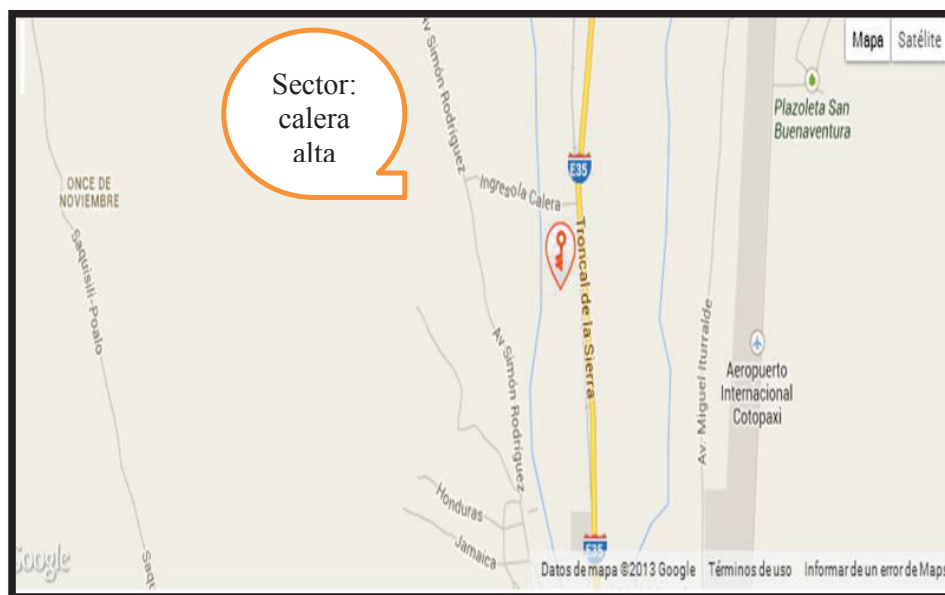 Sector:
calera
alta
Mapa
Satélite
Plazoleta San
Buenaventura
Av Simón Rodríguez
E35
Ingreso la Calera
ONCE DE
NOVIEMBRE
Troncal de la Sierra
Saquisili-Poalo
Av. Miguel Iturralde
Aeropuerto
Internacional
Cotopaxi
Av Simón Rodríguez
Honduras
Jamaica
E35
Google
Saqu
Datos de mapa ©2013 Google
Términos de uso
Informar de un error de Maps